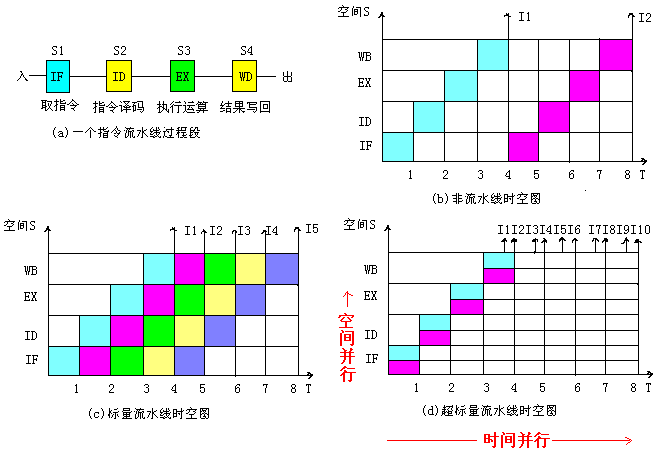 S1 S2 S3 S4
入 IF ID EX WD 出
取指令 指令译码 执行运算 结果写回
(a)一个指令流水线过程段
空间S I1 I2
WB
EX
ID
IF
1 2 3 4 5 6 7 8 T
(b)非流水线时空图
空间S I1 I2 I3 I4 I5
WB
EX
ID
IF
1 2 3 4 5 6 7 8 T
(c)标量流水线时空图
空间S I1 I2 I3 I4 I5 I6 I7 I8 I9 I10
WB
EX
ID
IF
1 2 3 4 5 6 7 8 T
(d)超标量流水线时空图
空间并行
时间并行